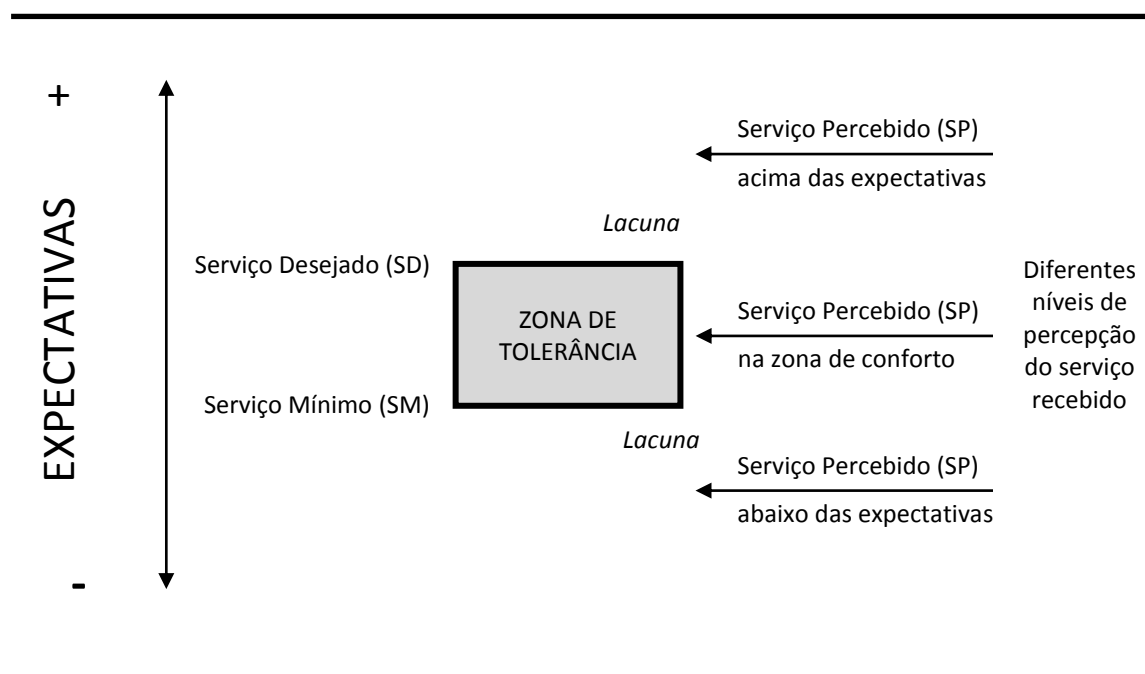 +
EXPECTATIVAS
-
Serviço Desejado (SD)
Serviço Mínimo (SM)
Lacuna
ZONA DE
TOLERÂNCIA
Lacuna
Serviço Percebido (SP)
acima das expectativas
Serviço Percebido (SP)
na zona de conforto
Serviço Percebido (SP)
abaixo das expectativas
Diferentes
níveis de
percepção
do serviço
recebido